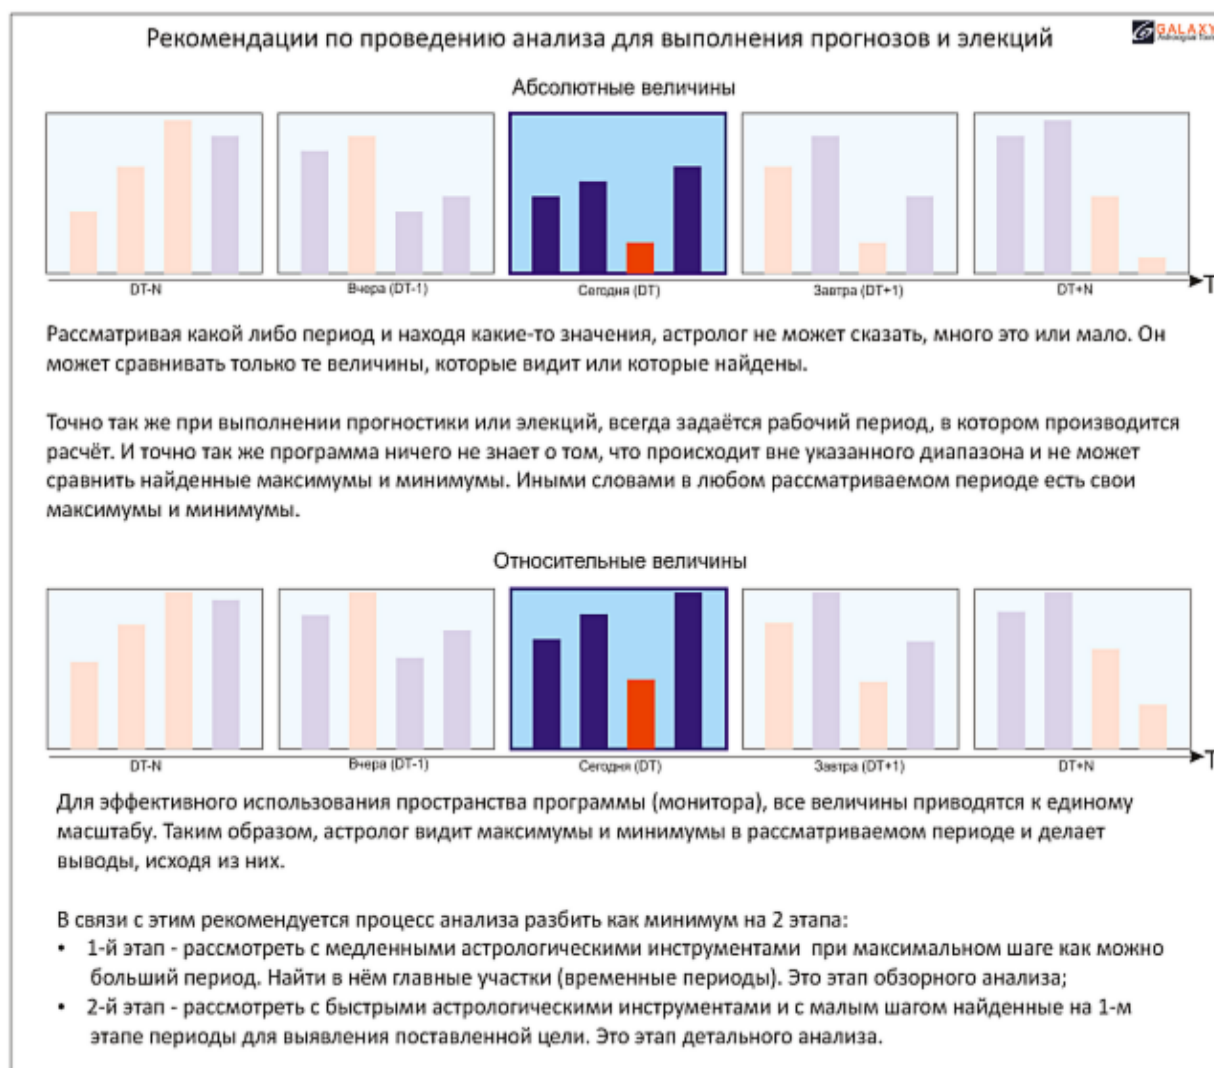 Рекомендации по проведению анализа для выполнения прогнозов и элекций
GALAXY
Абсолютные величины
DT-N
Вчера (DT-1)
Сегодня (DT)
Завтра (DT+1)
DT+N
T
Рассматривая какой либо период и находя какие-то значения, астролог не может сказать, много это или мало. Он
может сравнивать только те величины, которые видит или которые найдены.
Точно так же при выполнении прогностики или элекций, всегда задаётся рабочий период, в котором производится
расчёт. И точно так же программа ничего не знает о том, что происходит вне указанного диапазона и не может
сравнить найденные максимумы и минимумы. Иными словами в любом рассматриваемом периоде есть свои
максимумы и минимумы.
Относительные величины
DT-N
Вчера (DT-1)
Сегодня (DT)
Завтра (DT+1)
DT+N
T
Для эффективного использования пространства программы (монитора), все величины приводятся к единому
масштабу. Таким образом, астролог видит максимумы и минимумы в рассматриваемом периоде и делает
выводы, исходя из них.
В связи с этим рекомендуется процесс анализа разбить как минимум на 2 этапа:
• 1-й этап - рассмотреть с медленными астрологическими инструментами при максимальном шаге как можно
больший период. Найти в нём главные участки (временные периоды). Это этап обзорного анализа;
• 2-й этап - рассмотреть с быстрыми астрологическими инструментами и с малым шагом найденные на 1-м
этапе периоды для выявления поставленной цели. Это этап детального анализа.